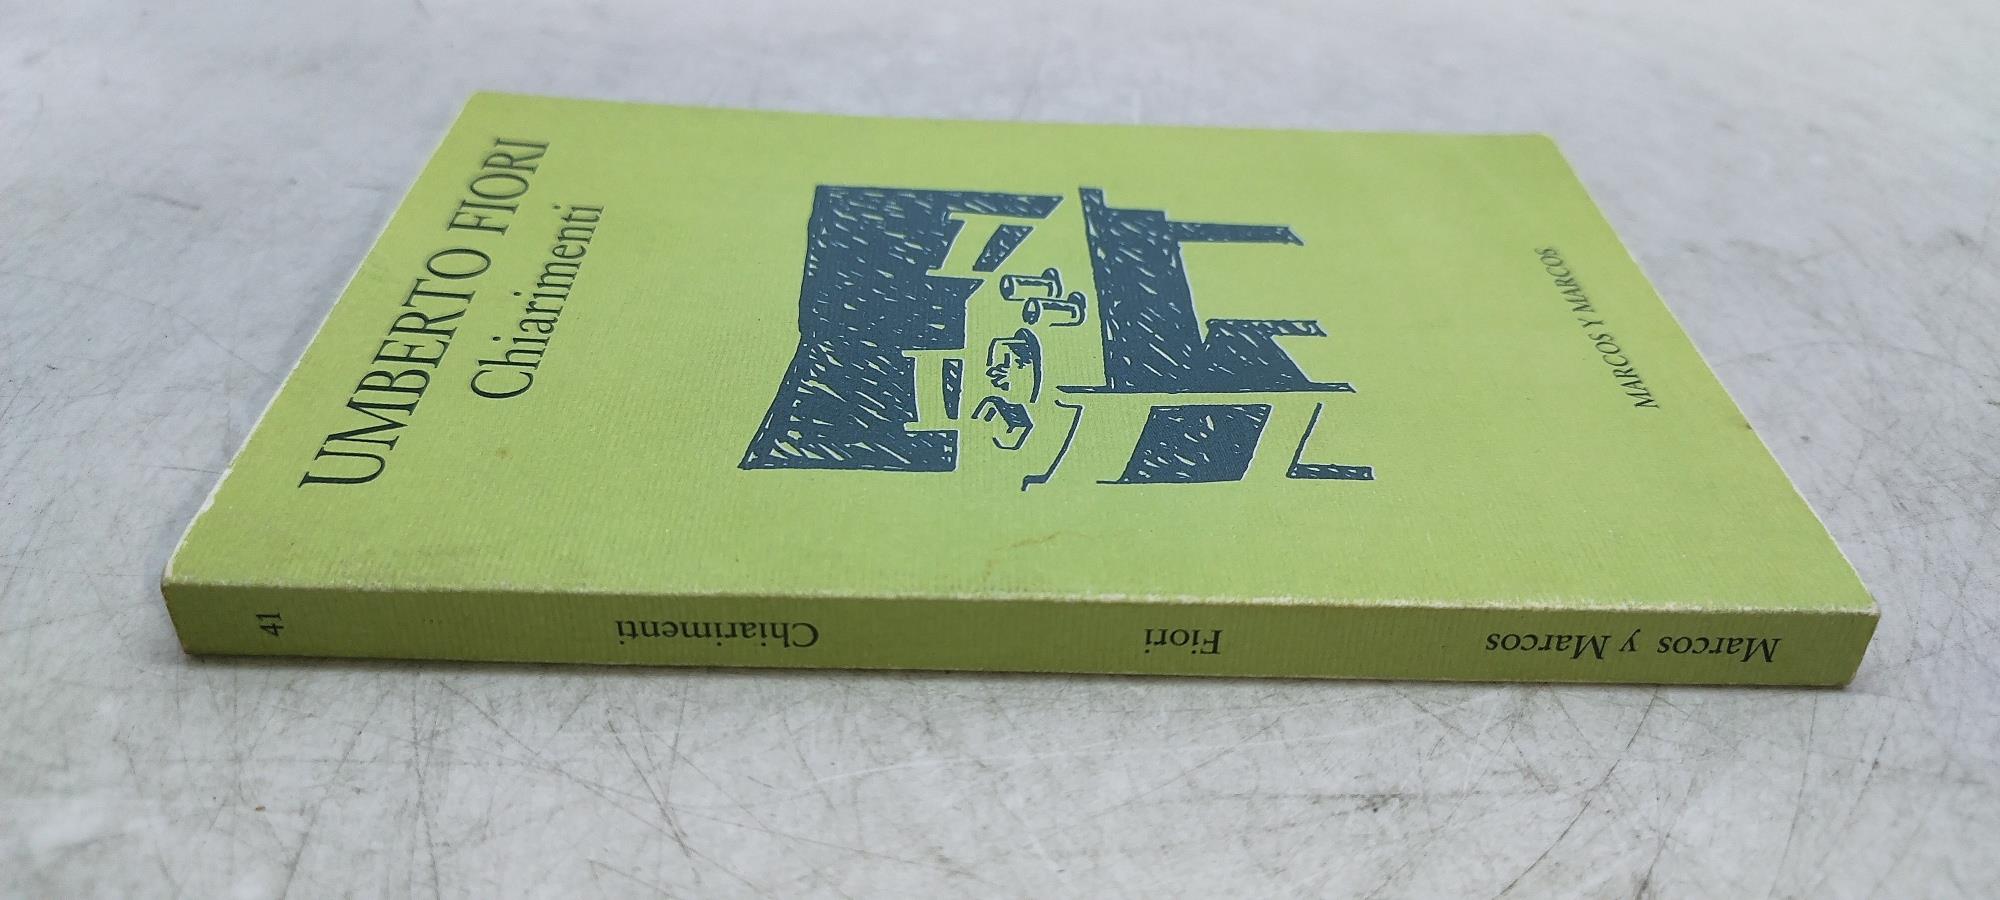 UMBERTO FIORI
Chiarimenti
MARCOS Y MARCOS
41
Chiarimenti
Fiori
Marcos y Marcos